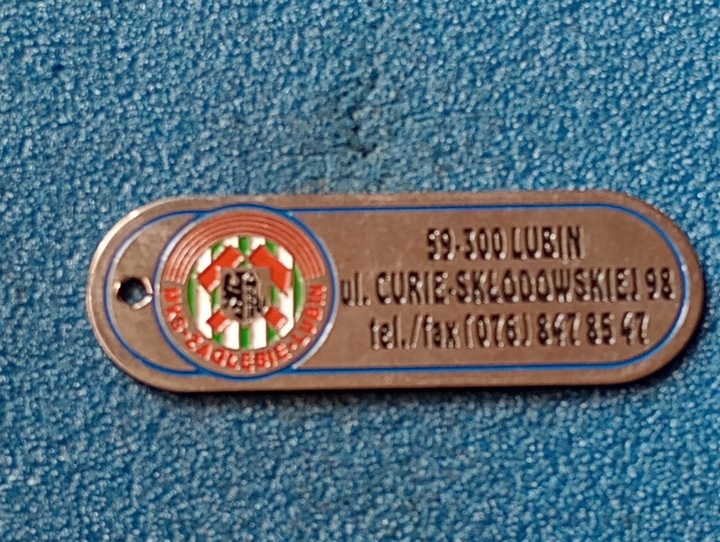 59-300 LUBIN
ul. CURIE-SKŁODOWSKIEJ 98
tel./fax (076) 847 85 47
MKS • ZAGŁĘBIE • LUBIN